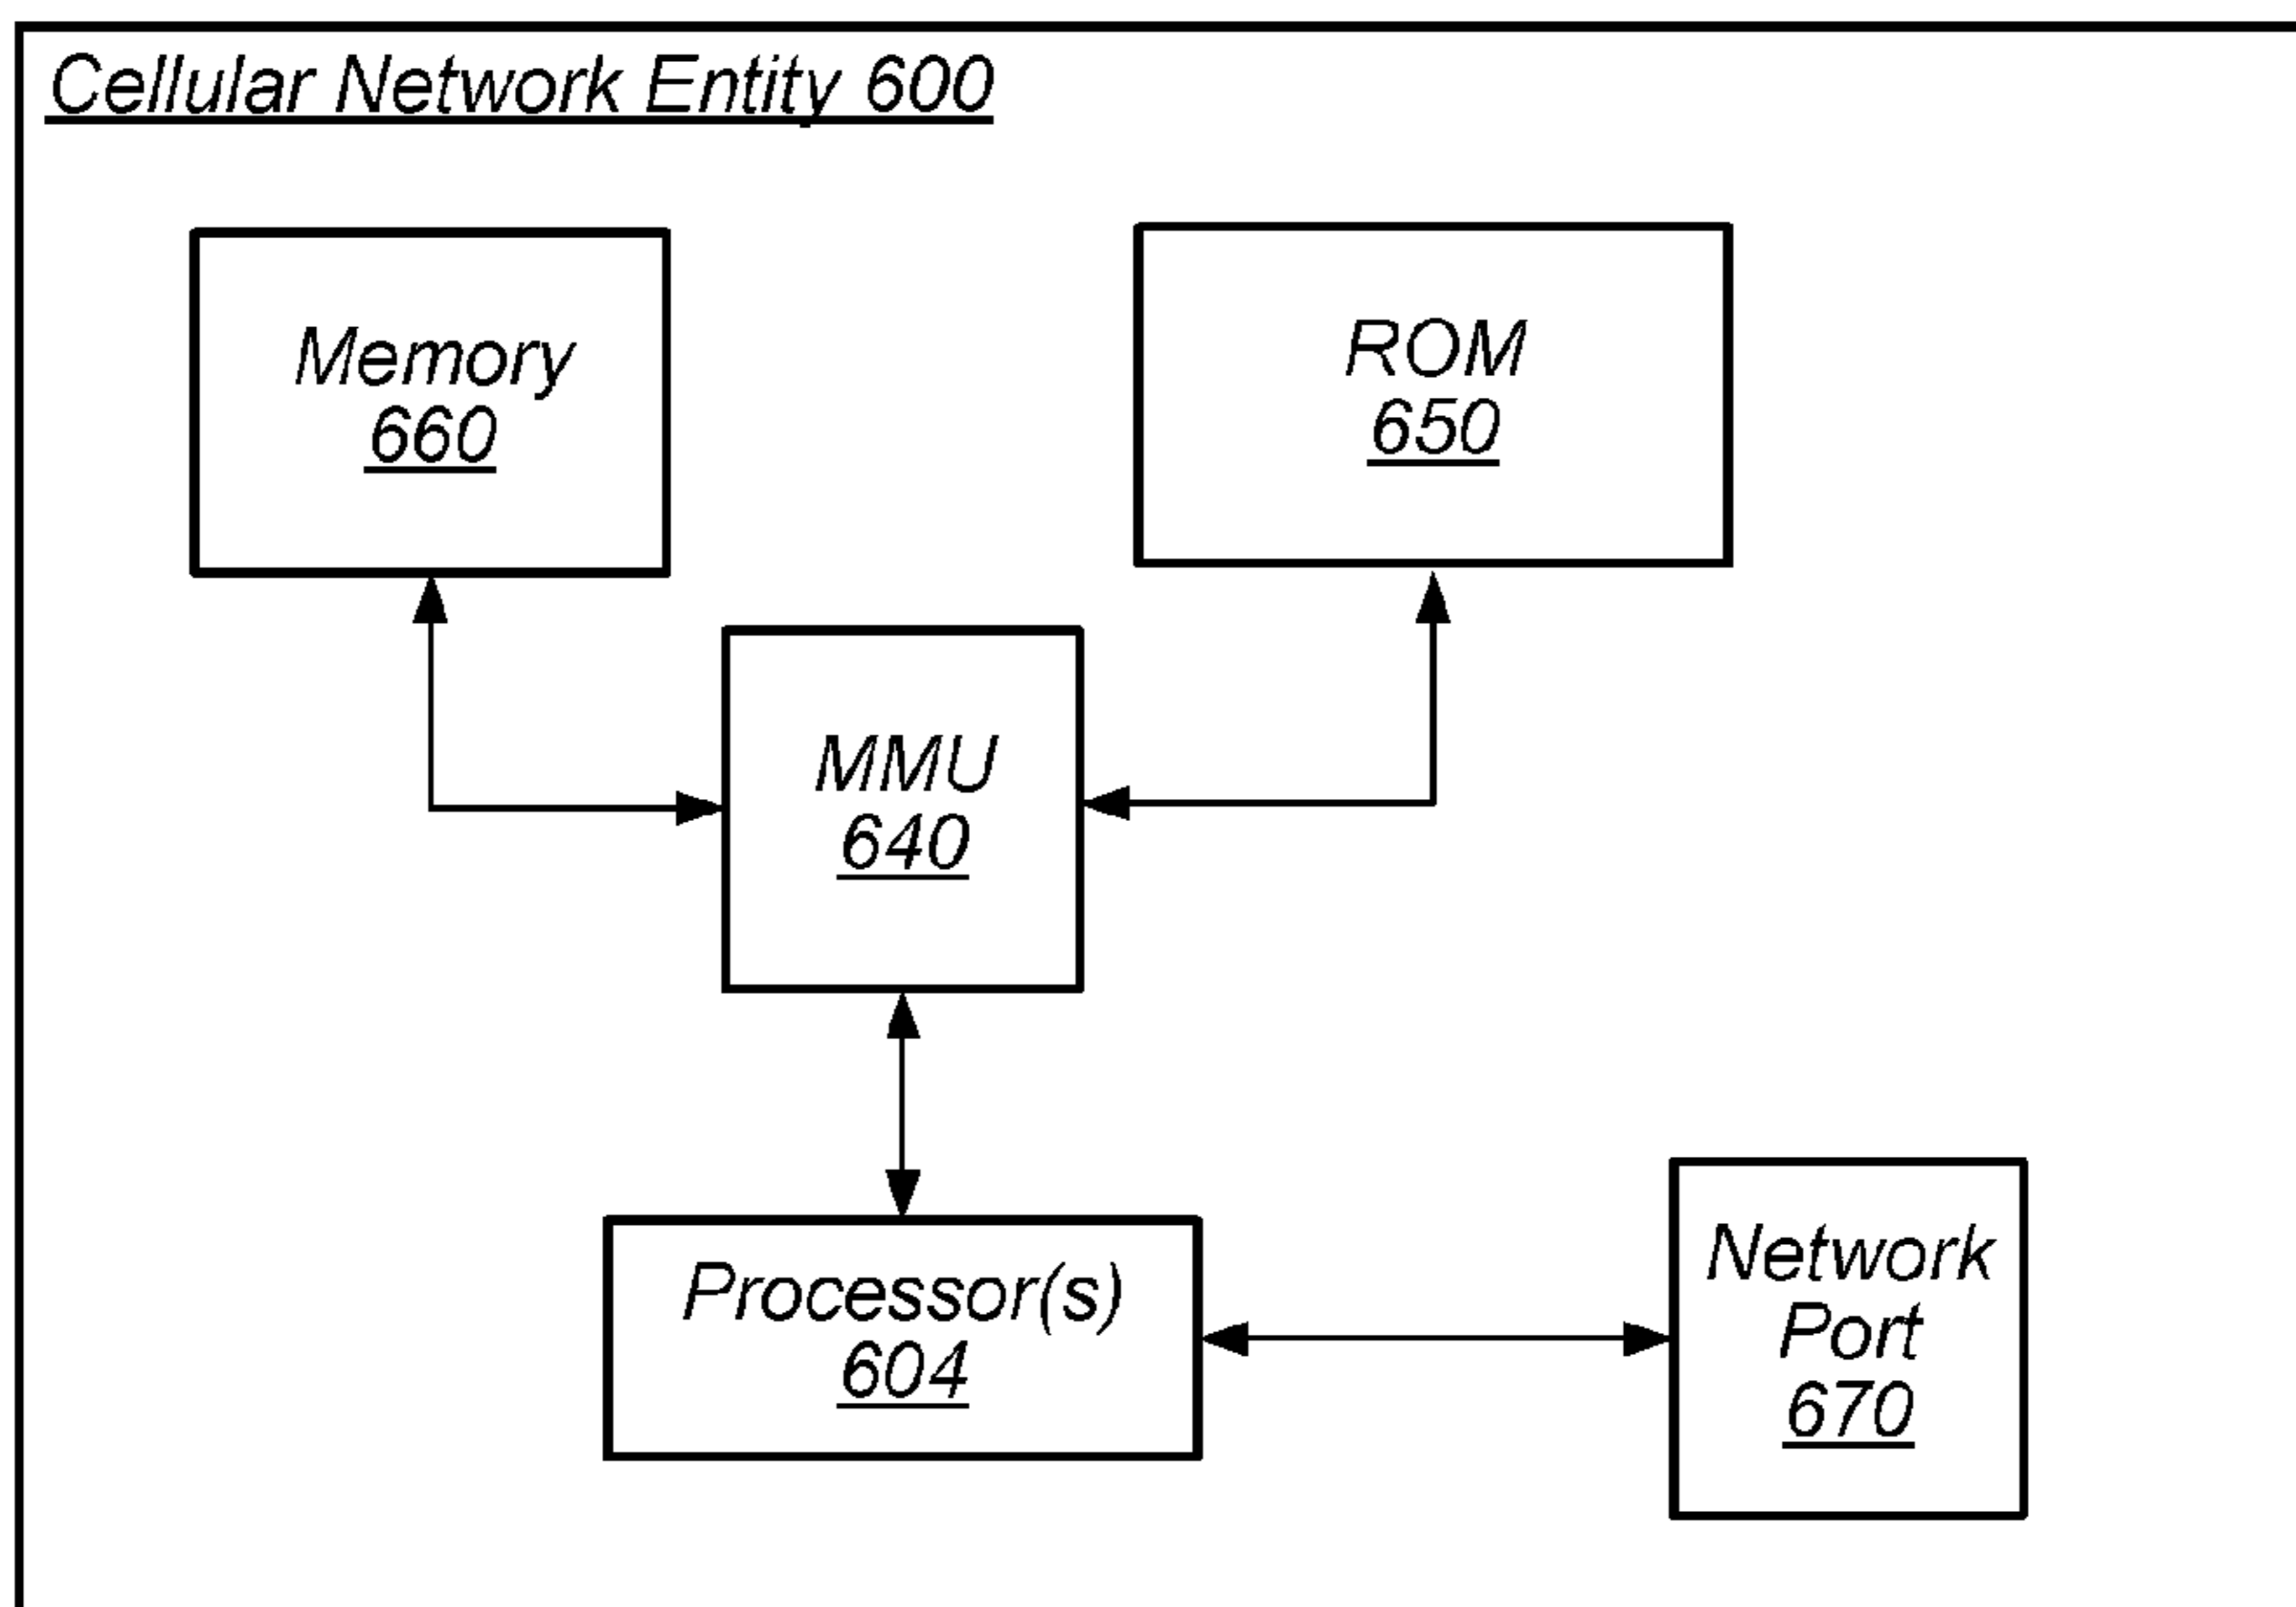 Cellular Network Entity 600
Memory
660
ROM
650
MMU
640
Processor(s)
604
Network
Port
670